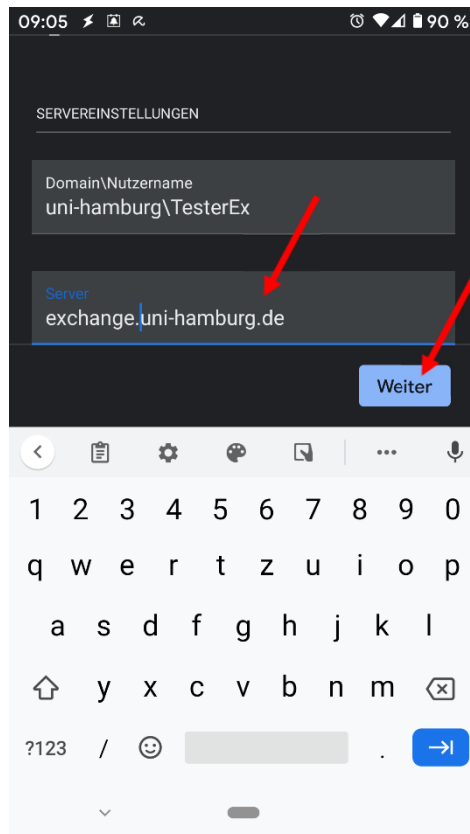 09:05 90 %
SERVEREINSTELLUNGEN
Domain\Nutzername
uni-hamburg\TesterEx
Server
exchange.uni-hamburg.de
Weiter
1 2 3 4 5 6 7 8 9 0
q w e r t z u i o p
a s d f g h j k l
y x c v b n m
?123 / .